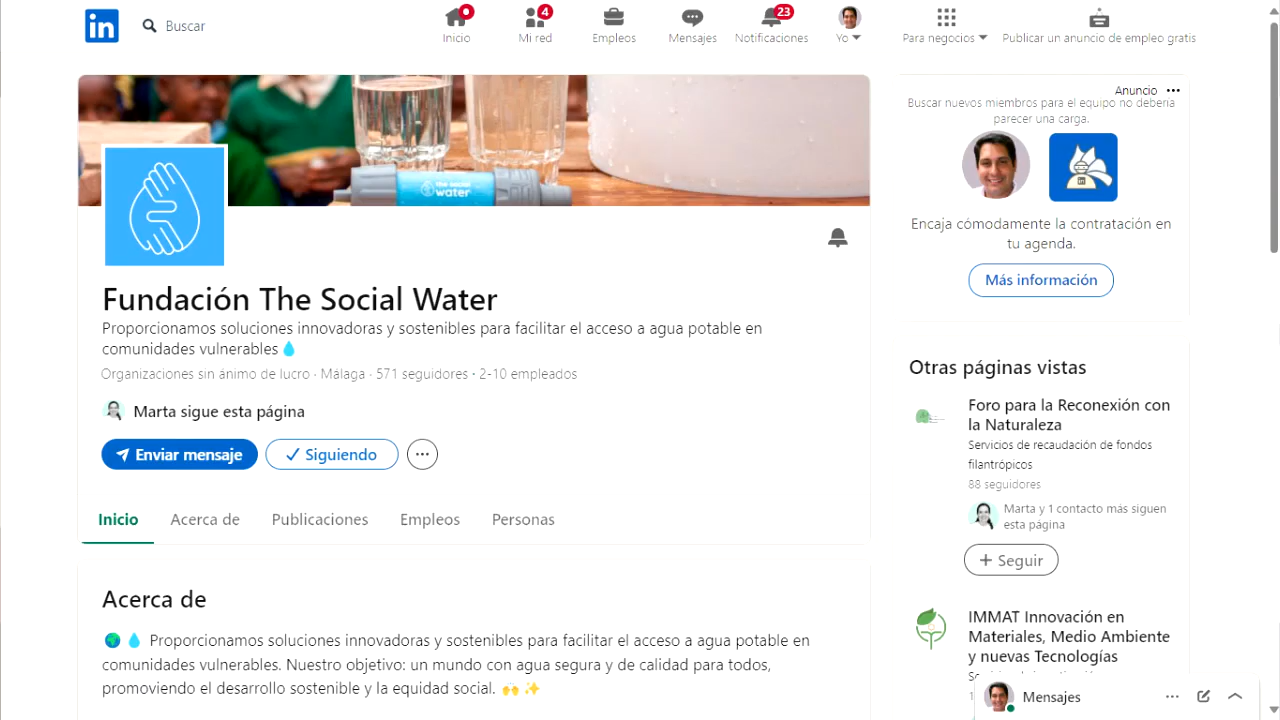 in
Buscar
4
23
Inicio
Mi red
Empleos
Mensajes
Notificaciones
Yo
Para negocios
Publicar un anuncio de empleo gratis
the social
water
Fundación The Social Water
Proporcionamos soluciones innovadoras y sostenibles para facilitar el acceso a agua potable en
comunidades vulnerables 💧
Organizaciones sin ánimo de lucro · Málaga · 571 seguidores · 2-10 empleados
Marta sigue esta página
Enviar mensaje
Siguiendo
Inicio
Acerca de
Publicaciones
Empleos
Personas
Acerca de
🌍 💧 Proporcionamos soluciones innovadoras y sostenibles para facilitar el acceso a agua potable en
comunidades vulnerables. Nuestro objetivo: un mundo con agua segura y de calidad para todos,
promoviendo el desarrollo sostenible y la equidad social. 🙌 ✨
Anuncio
Buscar nuevos miembros para el equipo no debería
parecer una carga.
in
Encaja cómodamente la contratación en
tu agenda.
Más información
Otras páginas vistas
Foro para la Reconexión con
la Naturaleza
Servicios de recaudación de fondos
filantrópicos
88 seguidores
Marta y 1 contacto más siguen
esta página
+ Seguir
IMMAT Innovación en
Materiales, Medio Ambiente
y nuevas Tecnologías
Mensajes